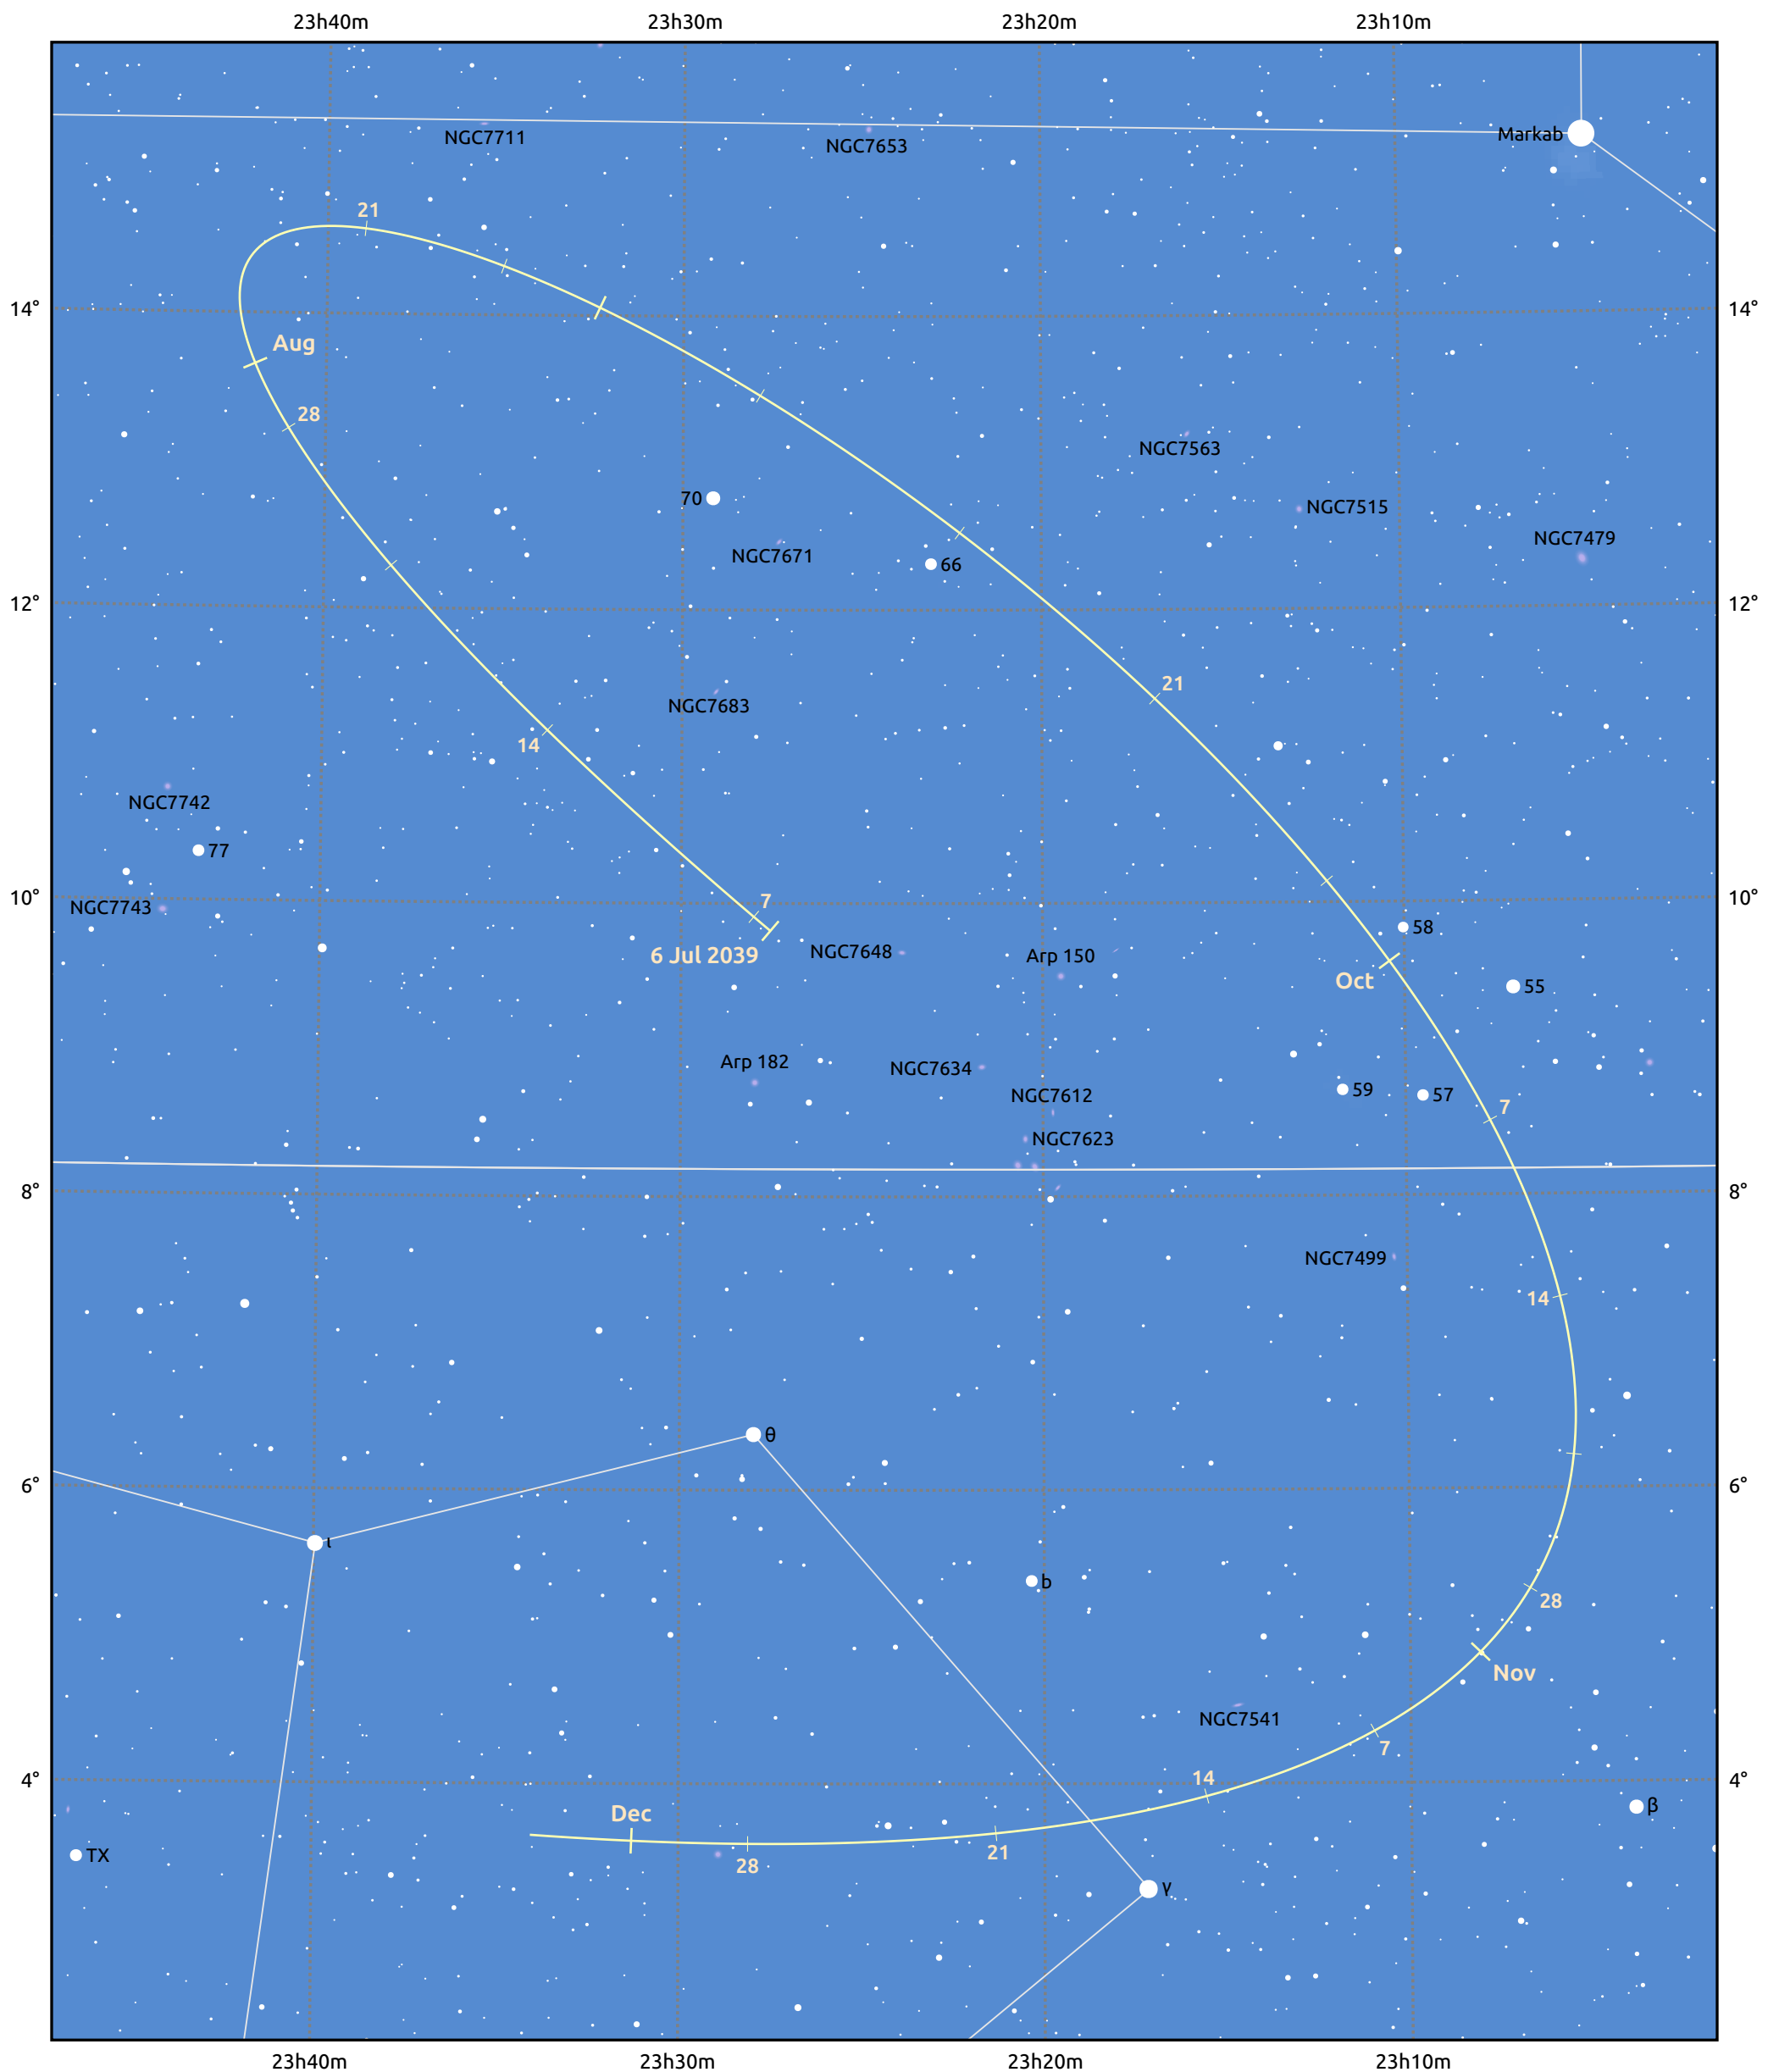 23h40m 23h30m 23h20m 23h10m
Markab
NGC7711
NGC7653
21
14° 14°
Aug
28
NGC7563
70
NGC7515
NGC7479
NGC7671
66
12° 12°
21
NGC7683
14
NGC7742
77
10° 10°
7
NGC7743
58
6 Jul 2039
NGC7648
Arp 150
Oct
55
Arp 182
NGC7634
59
57
NGC7612
7
NGC7623
8° 8°
NGC7499
14
θ
6° 6°
ι
b
28
Nov
NGC7541
7
14
4° 4°
β
Dec
21
TX
28
γ
23h40m 23h30m 23h20m 23h10m